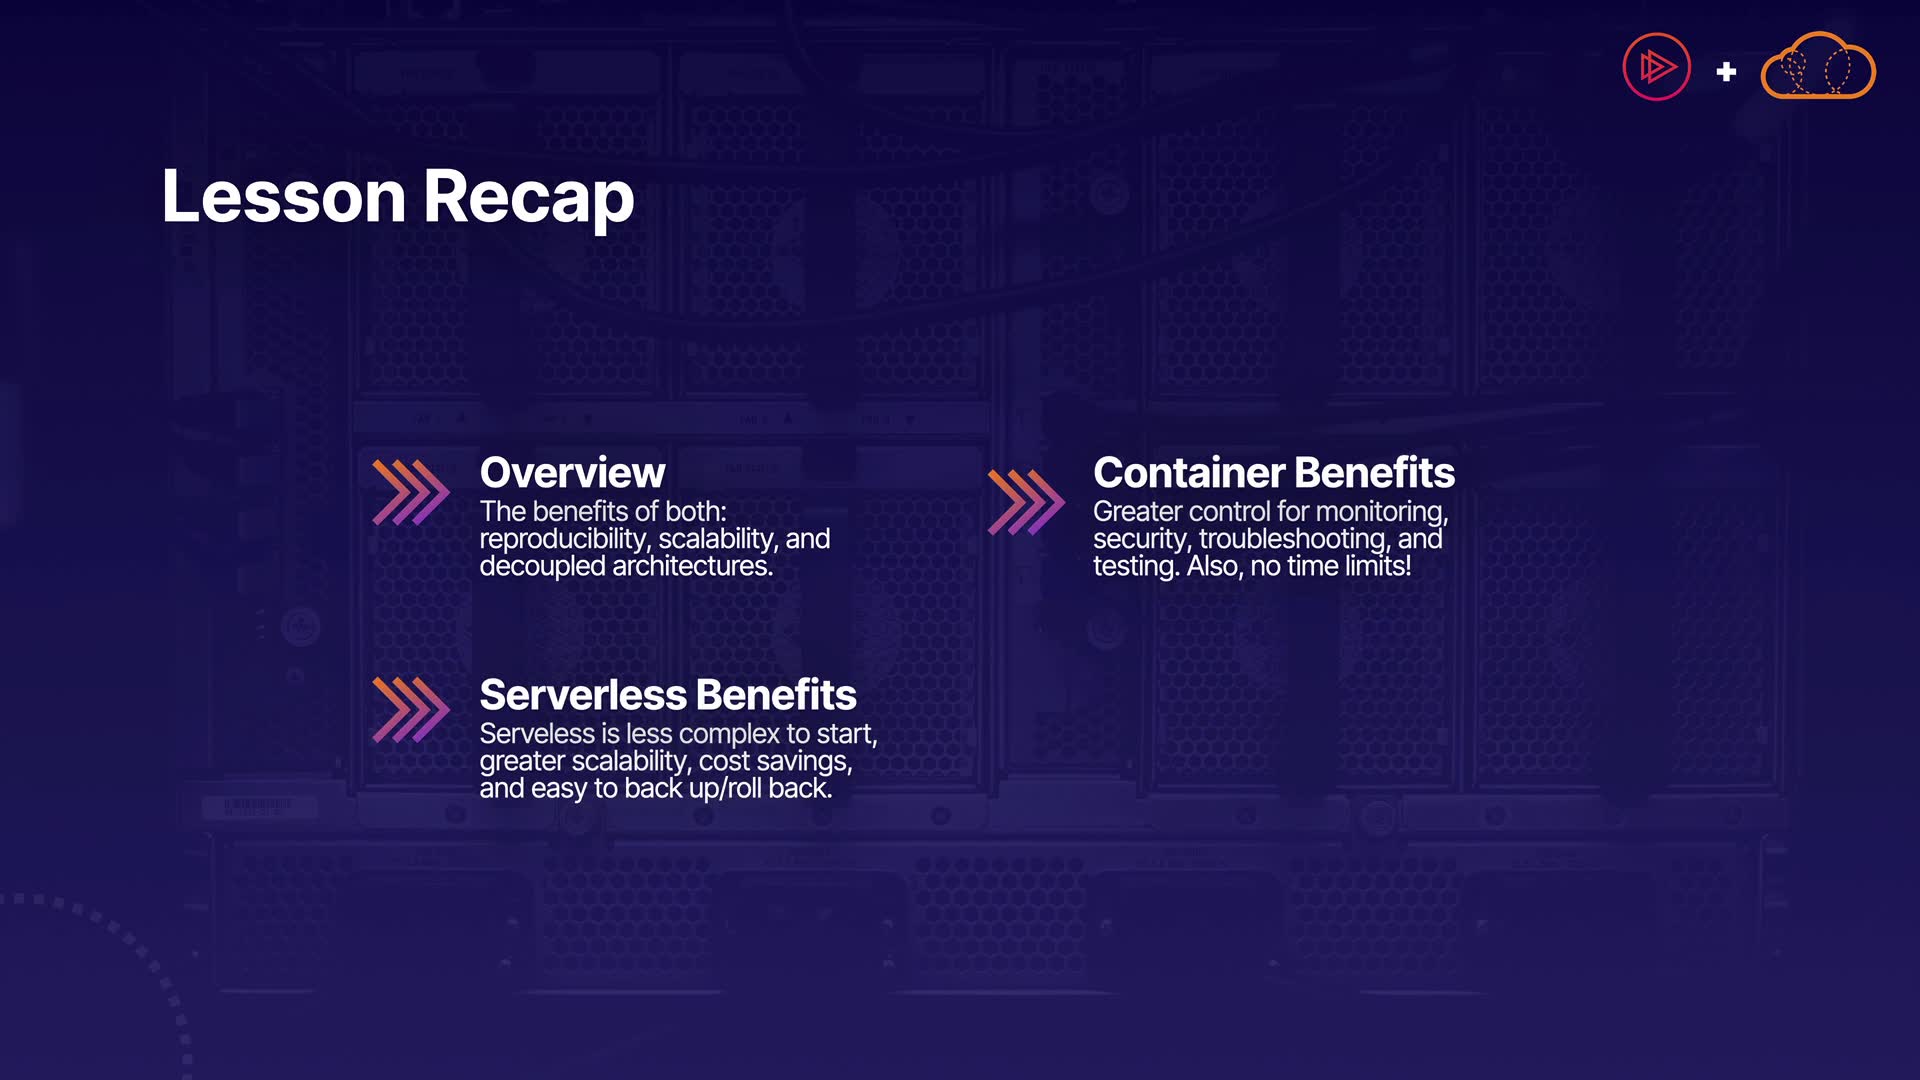 Lesson Recap
Overview
The benefits of both:
reproducibility, scalability, and
decoupled architectures.
Container Benefits
Greater control for monitoring,
security, troubleshooting, and
testing. Also, no time limits!
Serverless Benefits
Serveless is less complex to start,
greater scalability, cost savings,
and easy to back up/roll back.